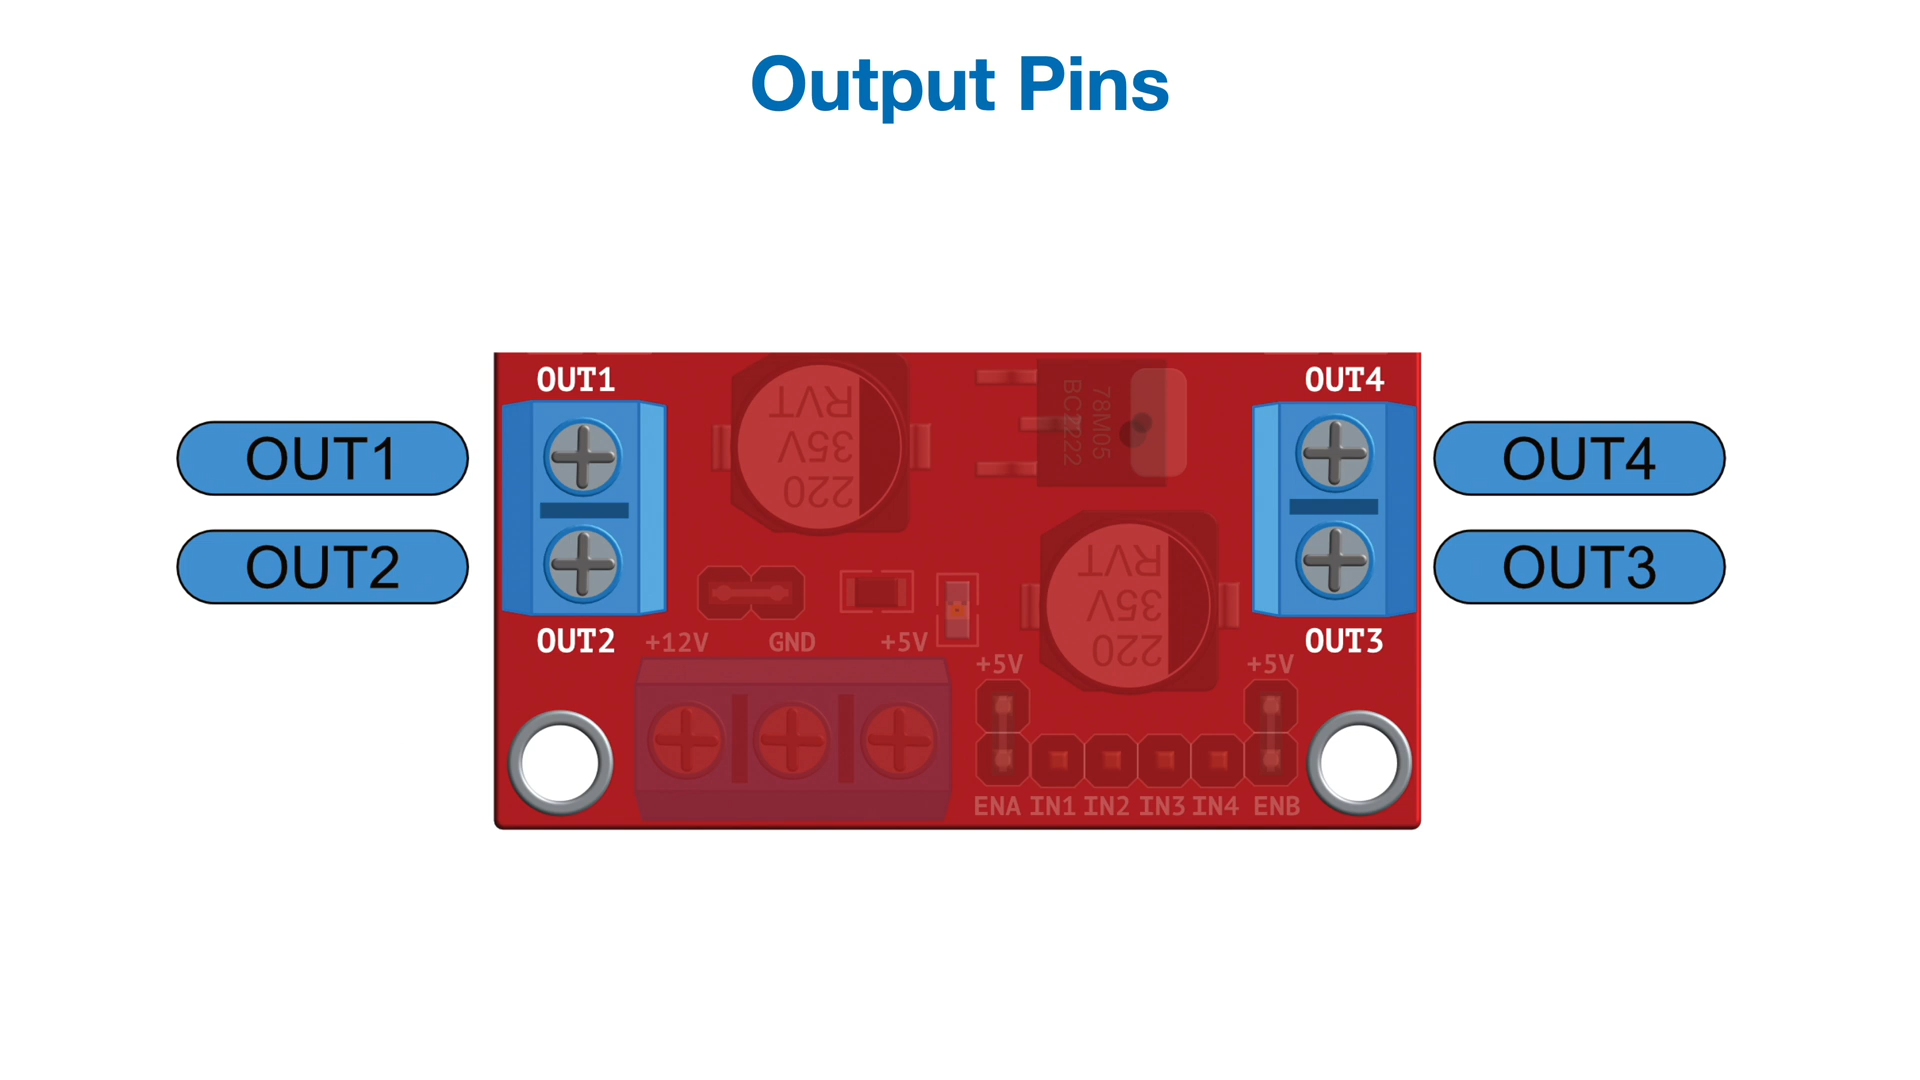 Output Pins
OUT1
OUT4
OUT1
OUT2
OUT4
OUT3
RVT
35V
220
78M05
BC2222
RVT
35V
220
OUT2
+12V
GND
+5V
+5V
+5V
OUT3
ENA
IN1
IN2
IN3
IN4
ENB